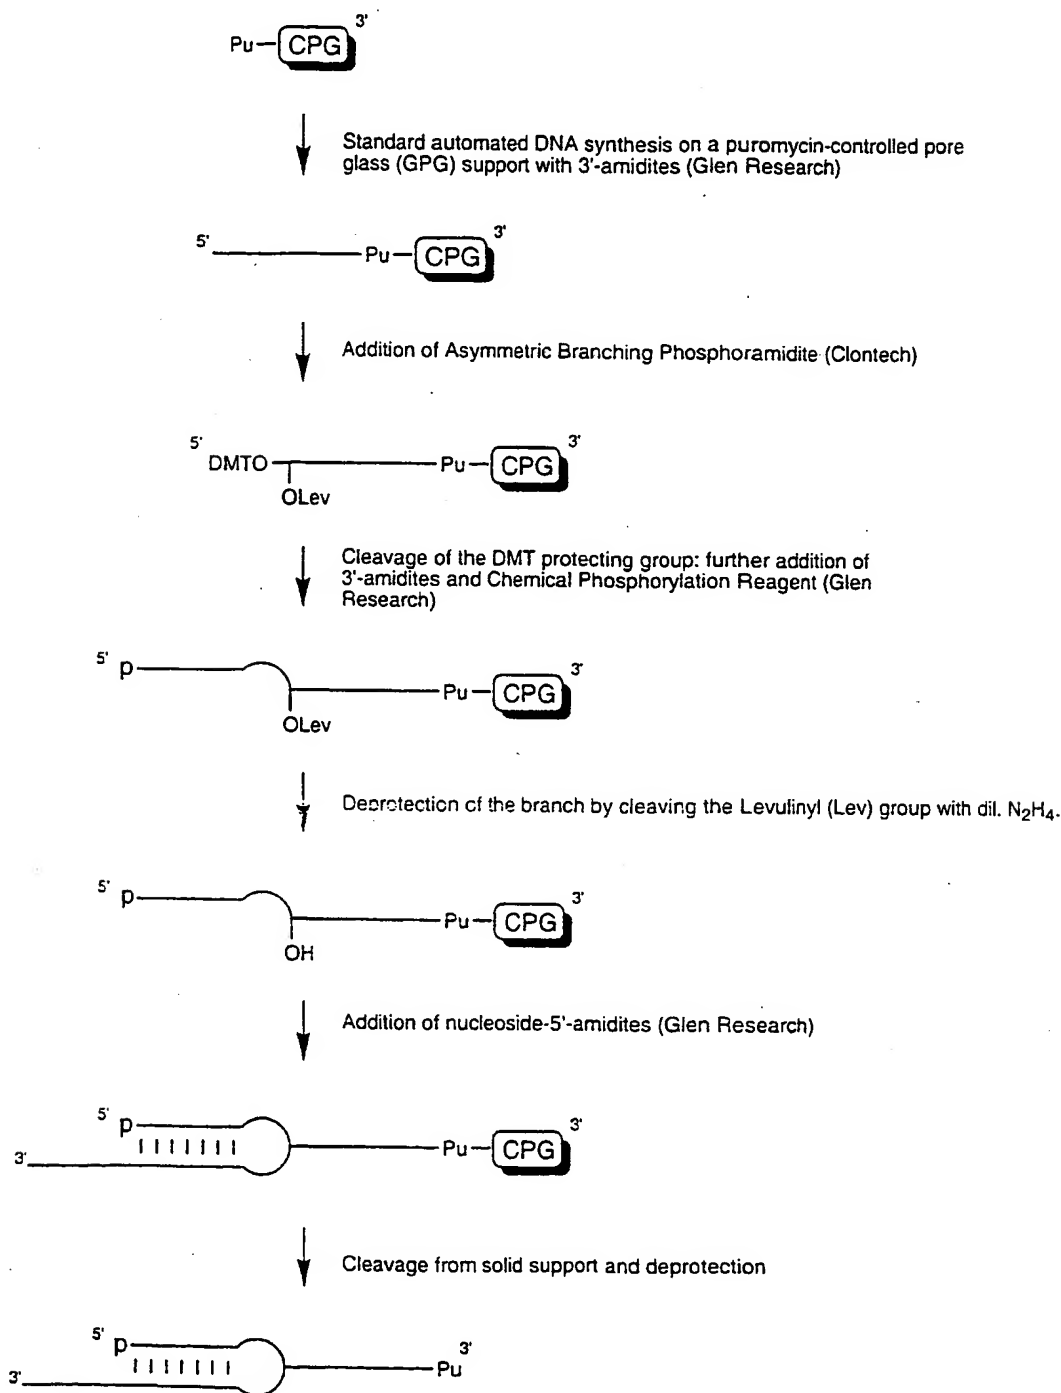 3'
Pu CPG
Standard automated DNA synthesis on a puromycin-controlled pore
glass (GPG) support with 3'-amidites (Glen Research)
5' Pu CPG 3'
Addition of Asymmetric Branching Phosphoramidite (Clontech)
5' 3'
DMTO Pu CPG
OLev
Cleavage of the DMT protecting group: further addition of
3'-amidites and Chemical Phosphorylation Reagent (Glen
Research)
5' p 3'
Pu CPG
OLev
Deprotection of the branch by cleaving the Levulinyl (Lev) group with dil. N₂H₄.
5' p 3'
Pu CPG
OH
Addition of nucleoside-5'-amidites (Glen Research)
5' p 3'
Pu CPG
3'
Cleavage from solid support and deprotection
5' p 3'
Pu
3'